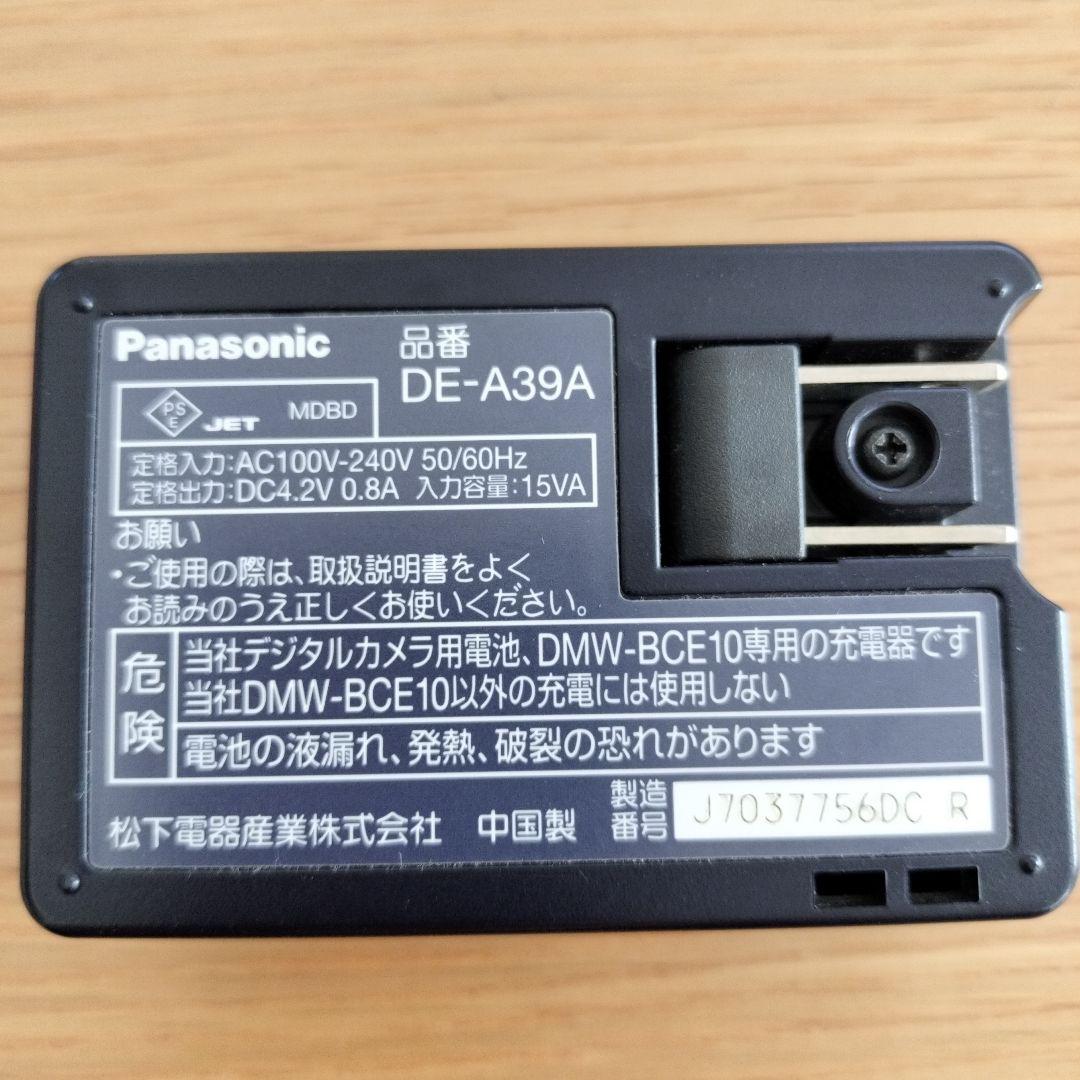 Panasonic
品番
DE-A39A
PS
E
JET
MDBD
定格入力:AC100V-240V 50/60Hz
定格出力:DC4.2V 0.8A 入力容量:15VA
お願い
・ご使用の際は、取扱説明書をよく
お読みのうえ正しくお使いください。
危険
当社デジタルカメラ用電池、DMW-BCE10専用の充電器です
当社DMW-BCE10以外の充電には使用しない
電池の液漏れ、発熱、破裂の恐れがあります
松下電器産業株式会社 中国製
製造
番号
J7037756DC R